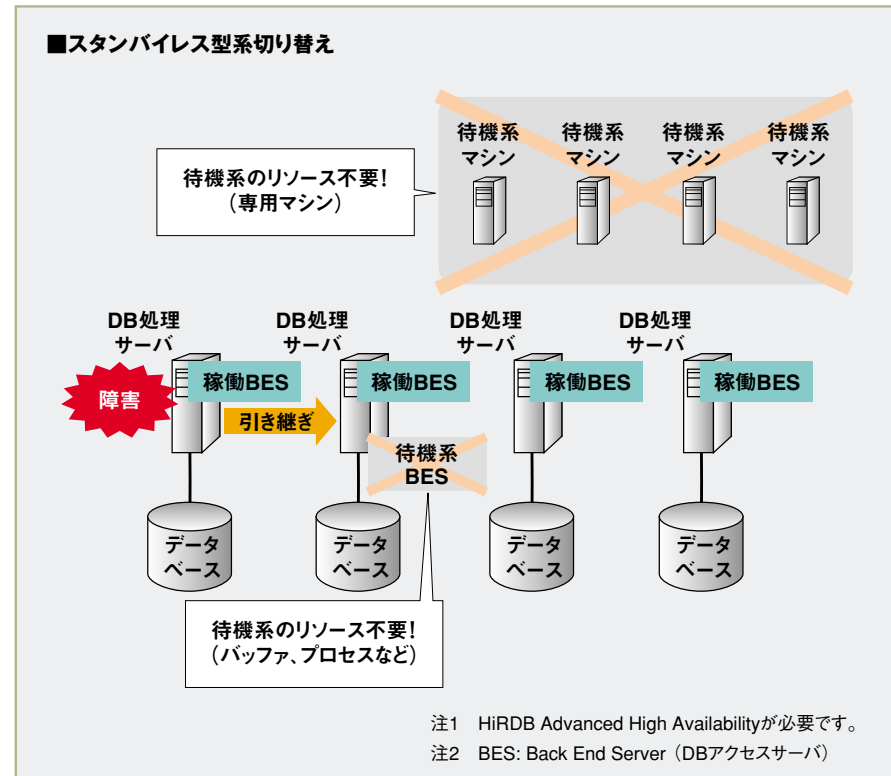 ■スタンバイレス型系切り替え
待機系
マシン
待機系
マシン
待機系
マシン
待機系
マシン
待機系のリソース不要！
（専用マシン）
DB処理
サーバ
DB処理
サーバ
DB処理
サーバ
DB処理
サーバ
障害
稼働BES
引き継ぎ
稼働BES
稼働BES
稼働BES
待機系
BES
データ
ベース
データ
ベース
データ
ベース
データ
ベース
待機系のリソース不要！
（バッファ、プロセスなど）
注1 HiRDB Advanced High Availabilityが必要です。
注2 BES: Back End Server（DBアクセスサーバ）